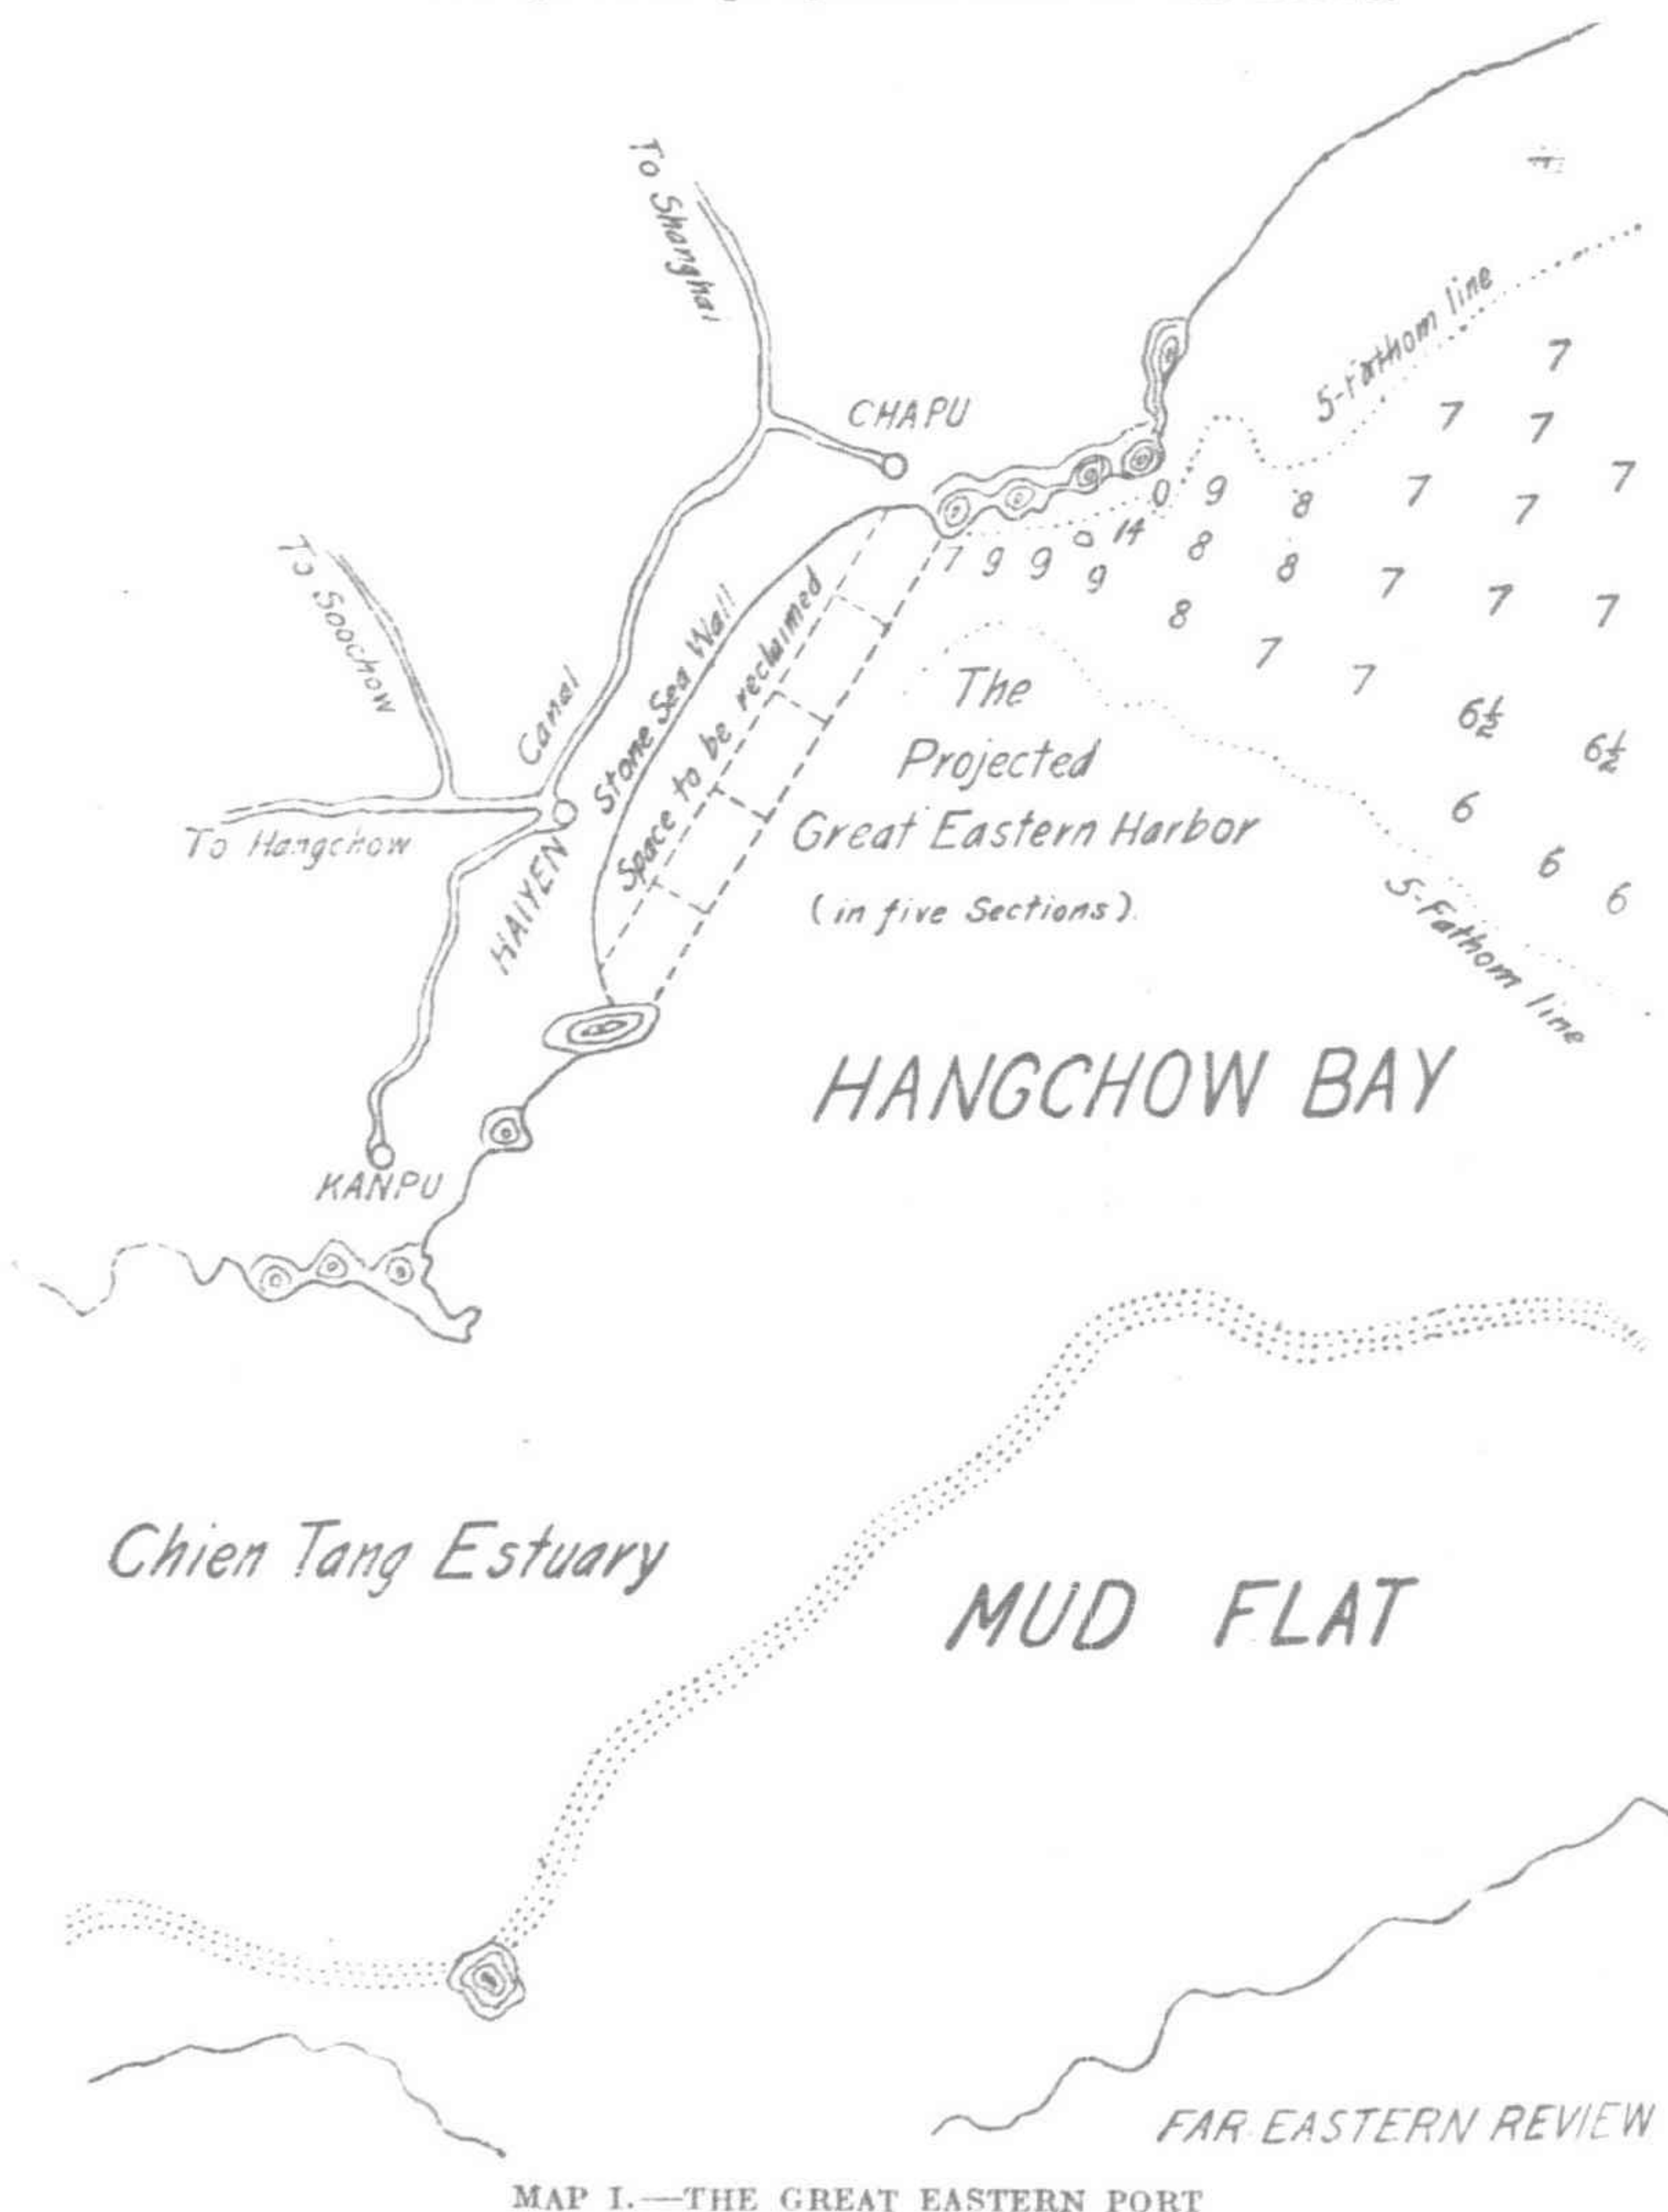 To Shanghai
5-fathom line
CHAPU
7
7
7
7
0 9 8 7 7
7 9 9 0 14 8
9 8 7 7 7
8
7 7
To Soochow
Canal
Stone Sea Wall
Space to be reclaimed
The
Projected
Great Eastern Harbor
(in five Sections).
6½
6½
6
6
6
5-Fathom line
To Hangchow
HAIYEN
HANGCHOW BAY
KANPU
Chien Tang Estuary
MUD FLAT
FAR EASTERN REVIEW
MAP I.—THE GREAT EASTERN PORT